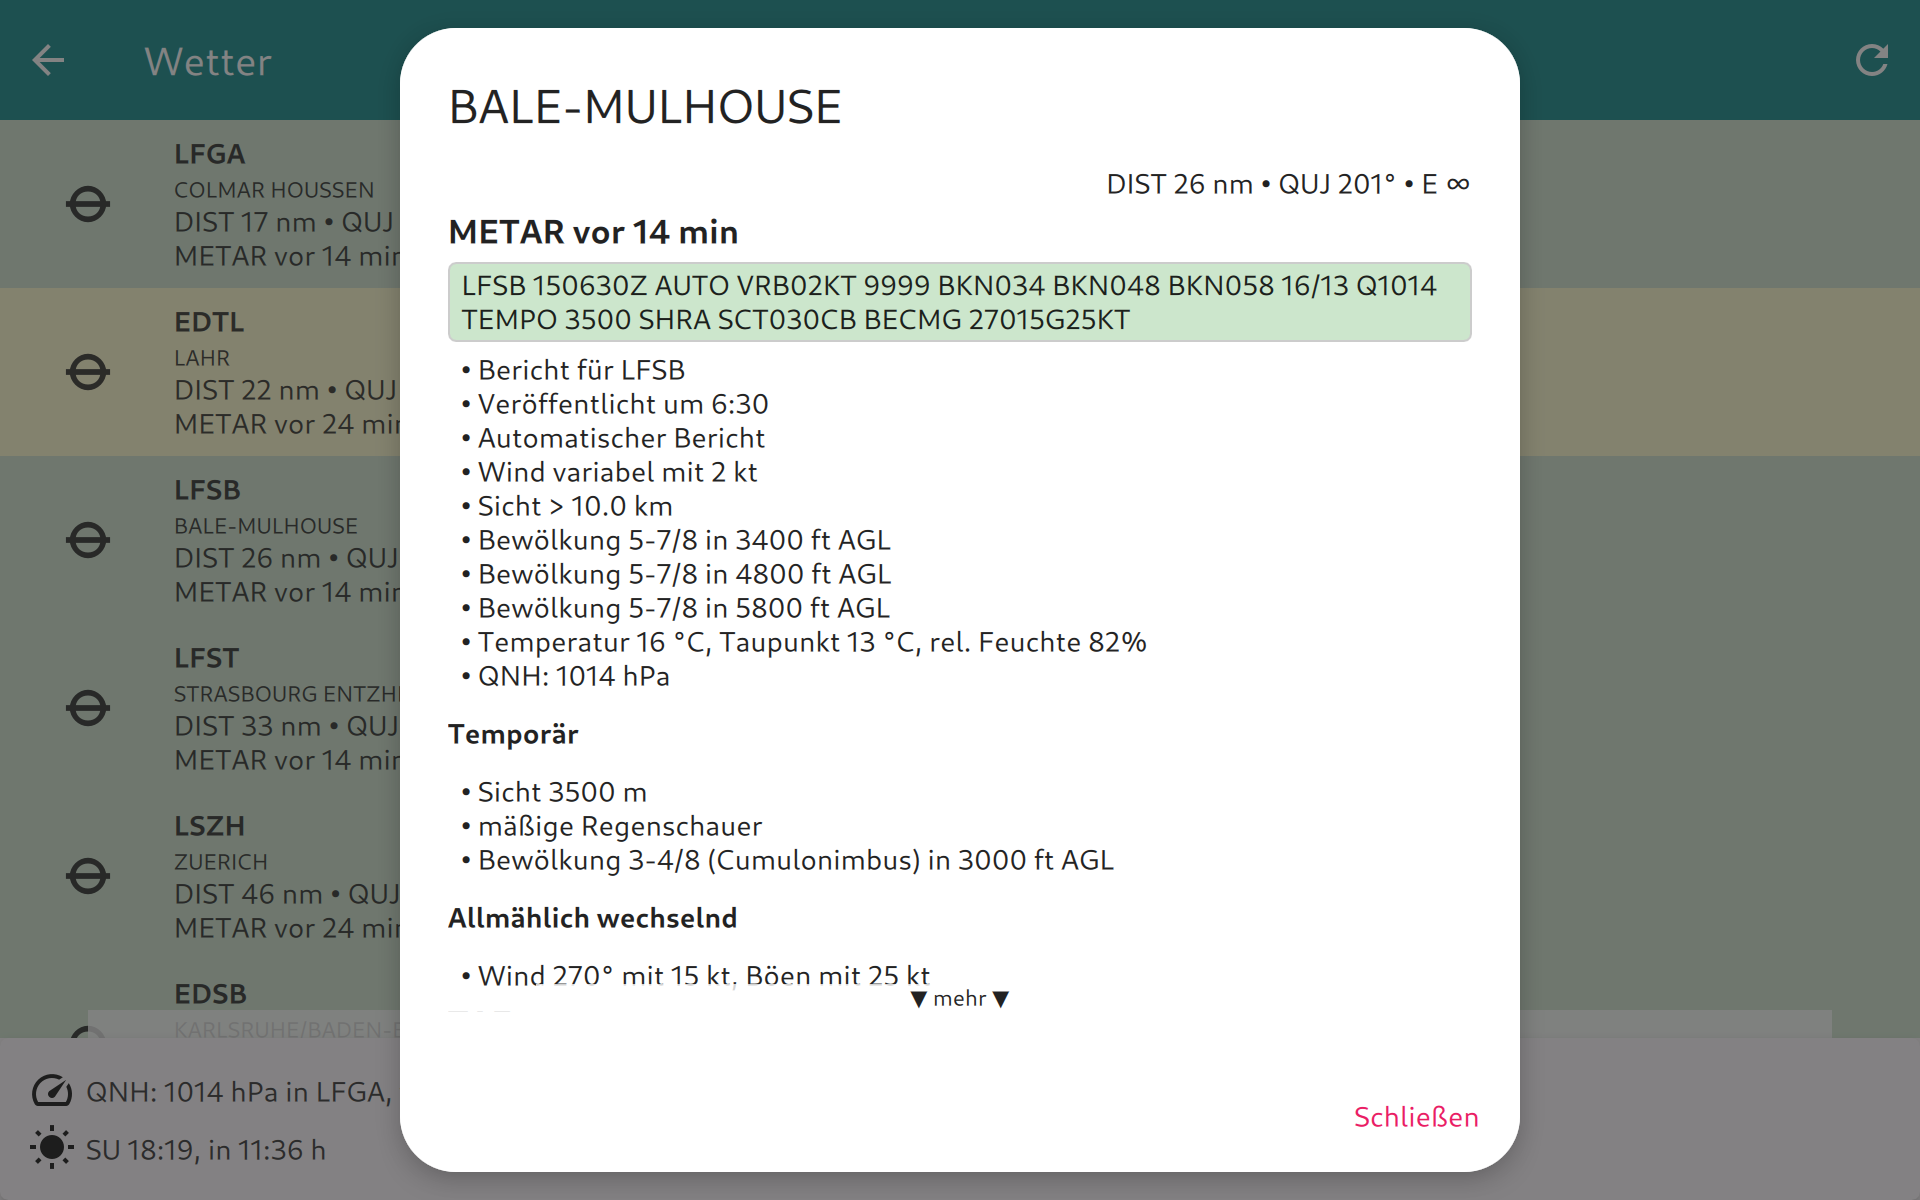 Wetter
LFGA
COLMAR HOUSSEN
DIST 17 nm • QUJ
METAR vor 14 min
EDTL
LAHR
DIST 22 nm • QUJ
METAR vor 24 min
LFSB
BALE-MULHOUSE
DIST 26 nm • QUJ
METAR vor 14 min
LFST
STRASBOURG ENTZH
DIST 33 nm • QUJ
METAR vor 14 min
LSZH
ZUERICH
DIST 46 nm • QUJ
METAR vor 24 min
EDSB
KARLSRUHE/BADEN-B
QNH: 1014 hPa in LFGA,
SU 18:19, in 11:36 h
BALE-MULHOUSE
DIST 26 nm • QUJ 201° • E ∞
METAR vor 14 min
LFSB 150630Z AUTO VRB02KT 9999 BKN034 BKN048 BKN058 16/13 Q1014
TEMPO 3500 SHRA SCT030CB BECMG 27015G25KT
• Bericht für LFSB
• Veröffentlicht um 6:30
• Automatischer Bericht
• Wind variabel mit 2 kt
• Sicht > 10.0 km
• Bewölkung 5-7/8 in 3400 ft AGL
• Bewölkung 5-7/8 in 4800 ft AGL
• Bewölkung 5-7/8 in 5800 ft AGL
• Temperatur 16 °C, Taupunkt 13 °C, rel. Feuchte 82%
• QNH: 1014 hPa
Temporär
• Sicht 3500 m
• mäßige Regenschauer
• Bewölkung 3-4/8 (Cumulonimbus) in 3000 ft AGL
Allmählich wechselnd
• Wind 270° mit 15 kt, Böen mit 25 kt
▼ mehr ▼
Schließen